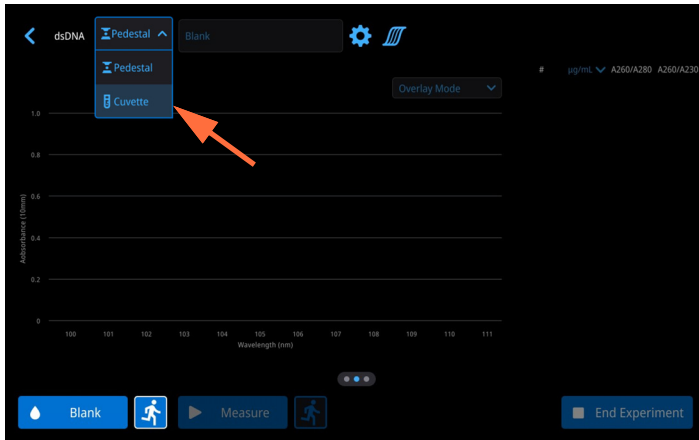 dsDNA
Pedestal
Blank
Pedestal
Cuvette
# µg/mL A260/A280 A260/A230
Overlay Mode
1.0
0.8
0.6
0.4
0.2
0
Aobsorbance (10mm)
100 101 102 103 104 105 106 107 108 109 110 111
Wavelength (nm)
Blank
Measure
End Experiment